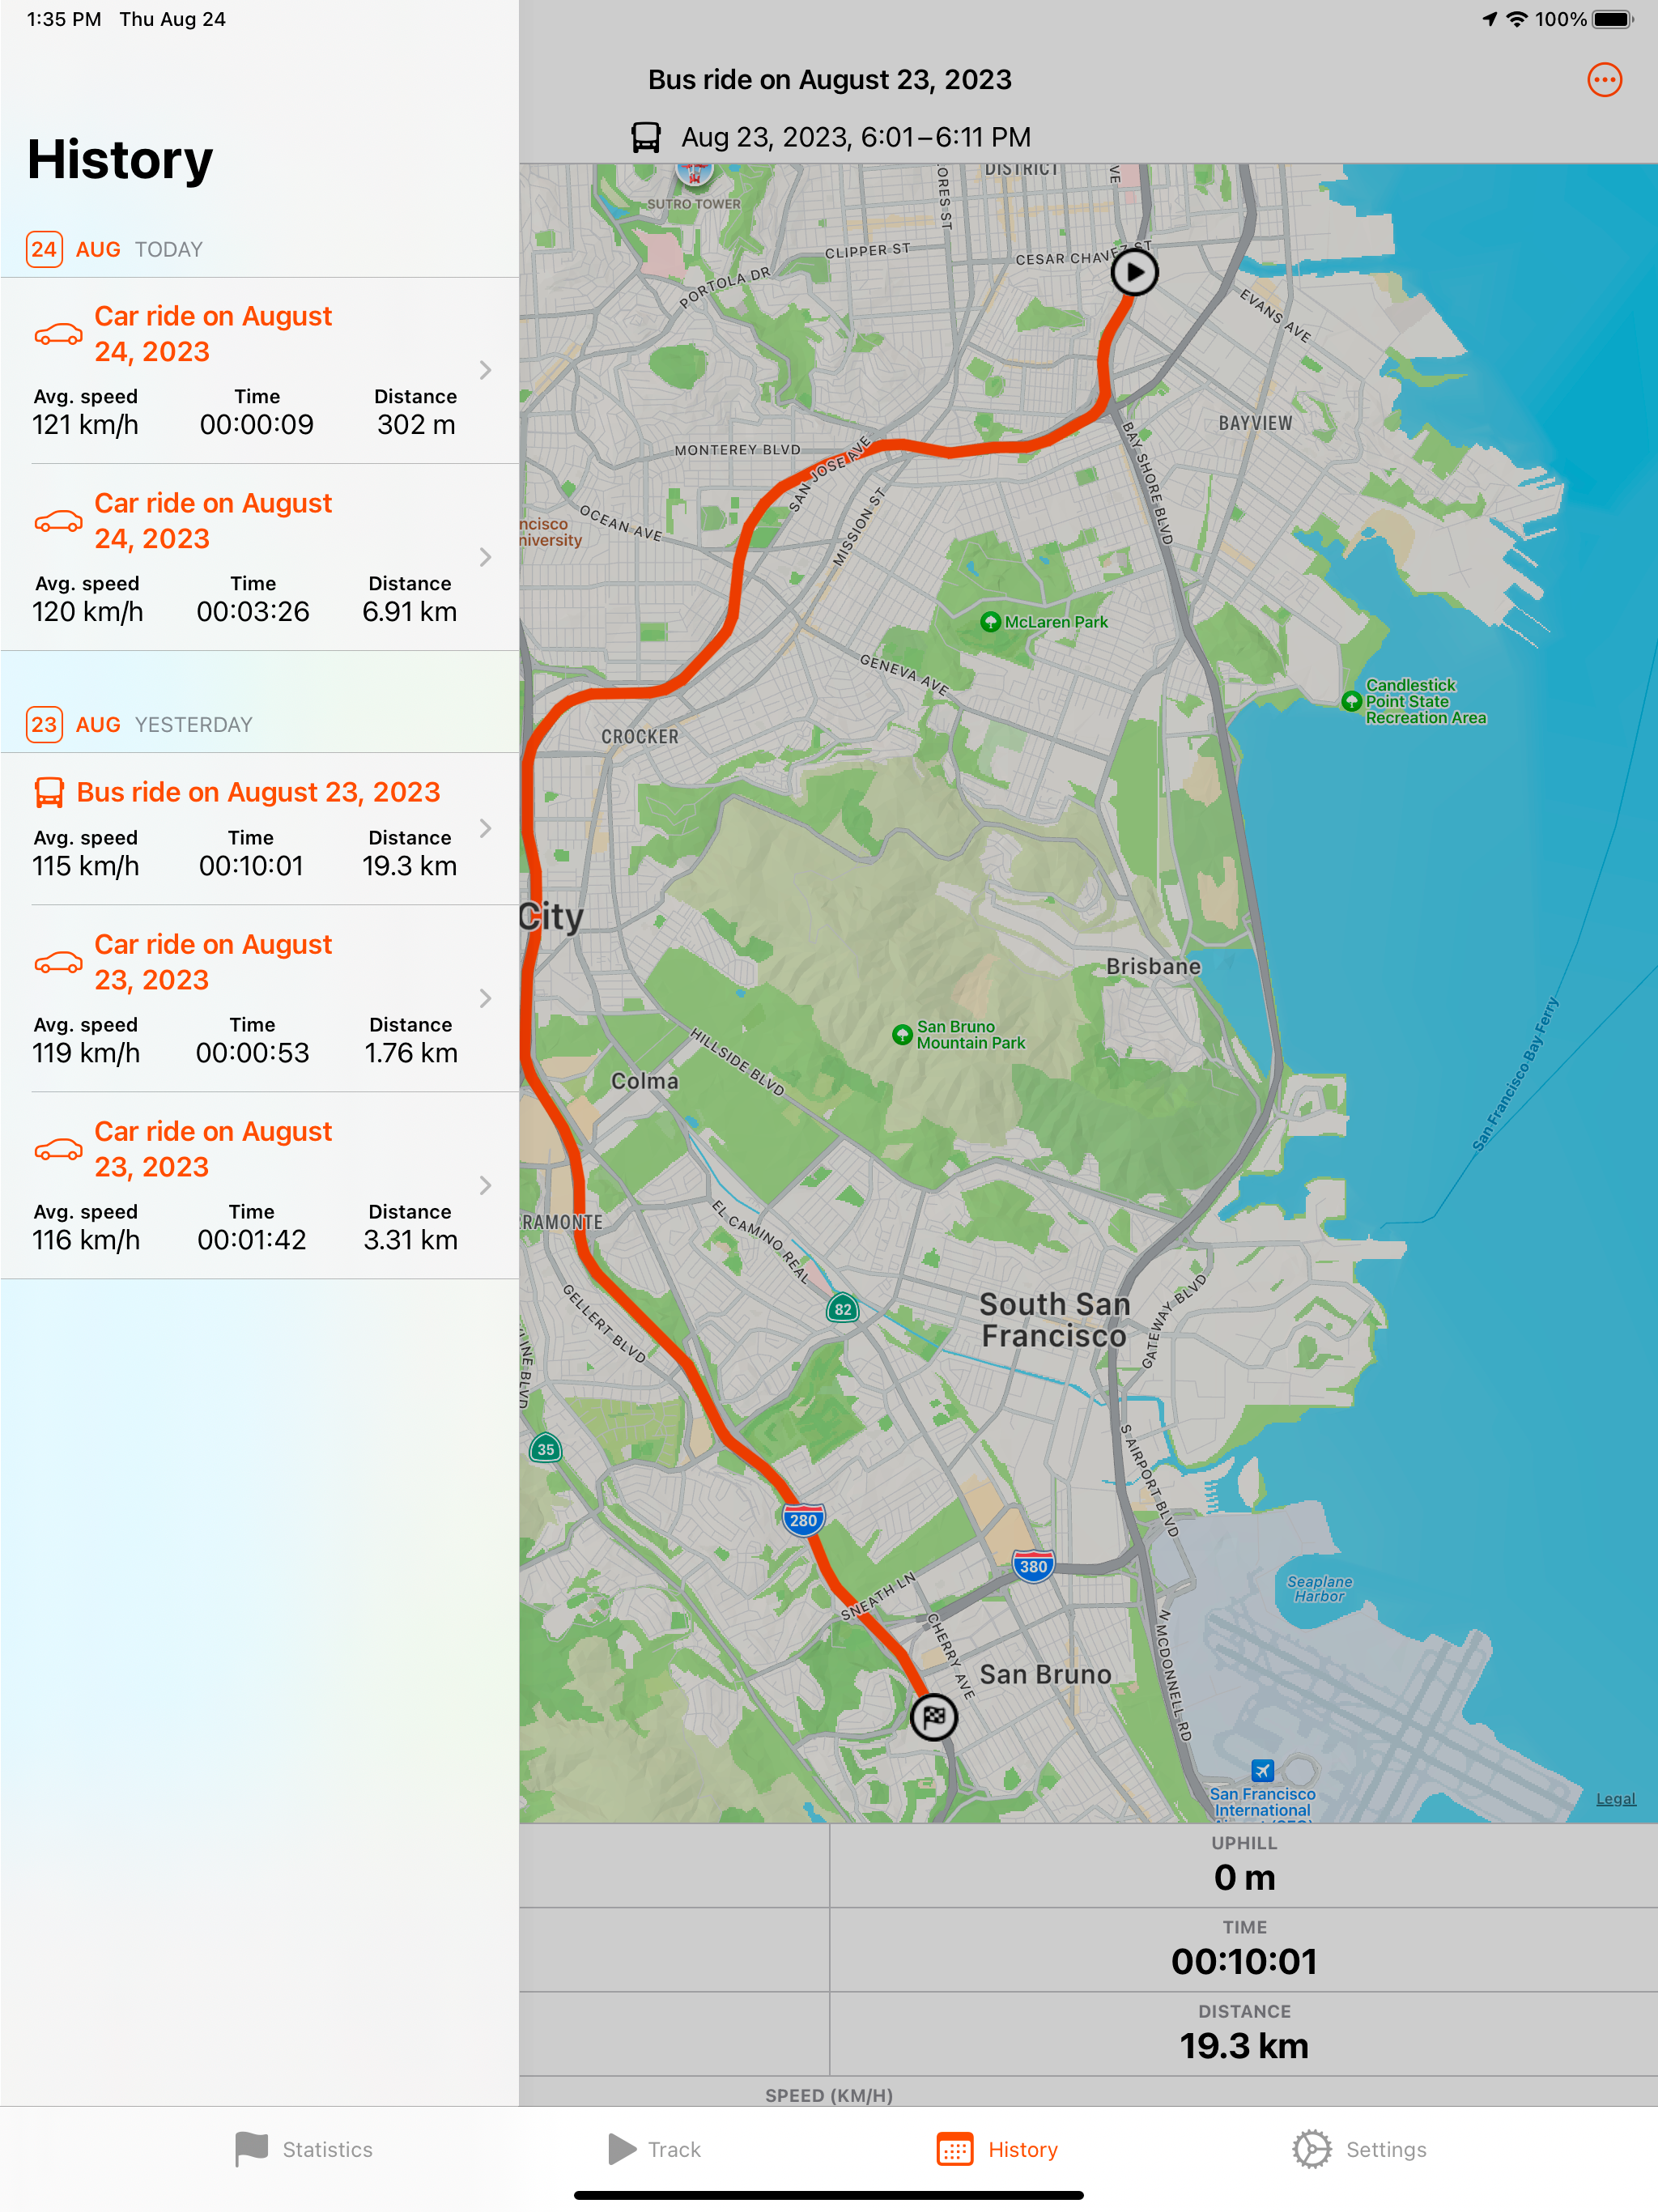 1:35 PM Thu Aug 24
100%
History
24 AUG TODAY
Car ride on August
24, 2023
Avg. speed Time Distance
121 km/h 00:00:09 302 m
Car ride on August
24, 2023
Avg. speed Time Distance
120 km/h 00:03:26 6.91 km
23 AUG YESTERDAY
Bus ride on August 23, 2023
Avg. speed Time Distance
115 km/h 00:10:01 19.3 km
Car ride on August
23, 2023
Avg. speed Time Distance
119 km/h 00:00:53 1.76 km
Car ride on August
23, 2023
Avg. speed Time Distance
116 km/h 00:01:42 3.31 km
Bus ride on August 23, 2023
Aug 23, 2023, 6:01–6:11 PM
DISTRICT
ORES ST
VE
SUTRO TOWER
CLIPPER ST
CESAR CHAVEZ ST
PORTOLA DR
EVANS AVE
BAYVIEW
MONTEREY BLVD
SAN JOSE AVE
BAY SHORE BLVD
OCEAN AVE
MISSION ST
ncisco
niversity
McLaren Park
GENEVA AVE
Candlestick
Point State
Recreation Area
CROCKER
City
Brisbane
San Bruno
Mountain Park
HILLSIDE BLVD
Colma
San Francisco Bay Ferry
RAMONTE
EL CAMINO REAL
GELLERT BLVD
82
South San
Francisco
GATEWAY BLVD
LINE BLVD
35
S AIRPORT BLVD
280
380
SNEATH LN
Seaplane
Harbor
CHERRY AVE
San Bruno
N MCDONNELL RD
San Francisco
International
Airport (SFO)
Legal
UPHILL
0 m
TIME
00:10:01
DISTANCE
19.3 km
SPEED (KM/H)
Statistics Track History Settings